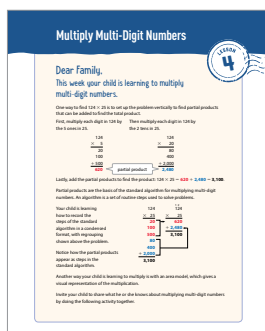 Multiply Multi-Digit Numbers
LESSON
4
Dear Family,
This week your child is learning to multiply
multi-digit numbers.
One way to find 124 × 25 is to set up the problem vertically to find partial products
that can be added to find the total product.
First, multiply each digit in 124 by
the 5 ones in 25.
Then multiply each digit in 124 by
the 2 tens in 25.
124
× 5
20
100
+ 500
620
partial product
124
× 20
80
400
+ 2,000
2,480
Lastly, add the partial products to find the product: 124 × 25 = 620 + 2,480 = 3,100.
Partial products are the basis of the standard algorithm for multiplying multi-digit
numbers. An algorithm is a set of routine steps used to solve problems.
Your child is learning
how to record the
steps of the standard
algorithm in a condensed
format, with regrouping
shown above the problem.
Notice how the partial
products appear as steps in the
standard algorithm.
124
× 25
20
100
500
80
400
+ 2,000
3,100
124
× 25
620
+ 2,480
3,100
Another way your child is learning to multiply is with an area model, which gives a
visual representation of the multiplication.
Invite your child to share what he or she knows about multiplying multi-digit numbers
by doing the following activity together.